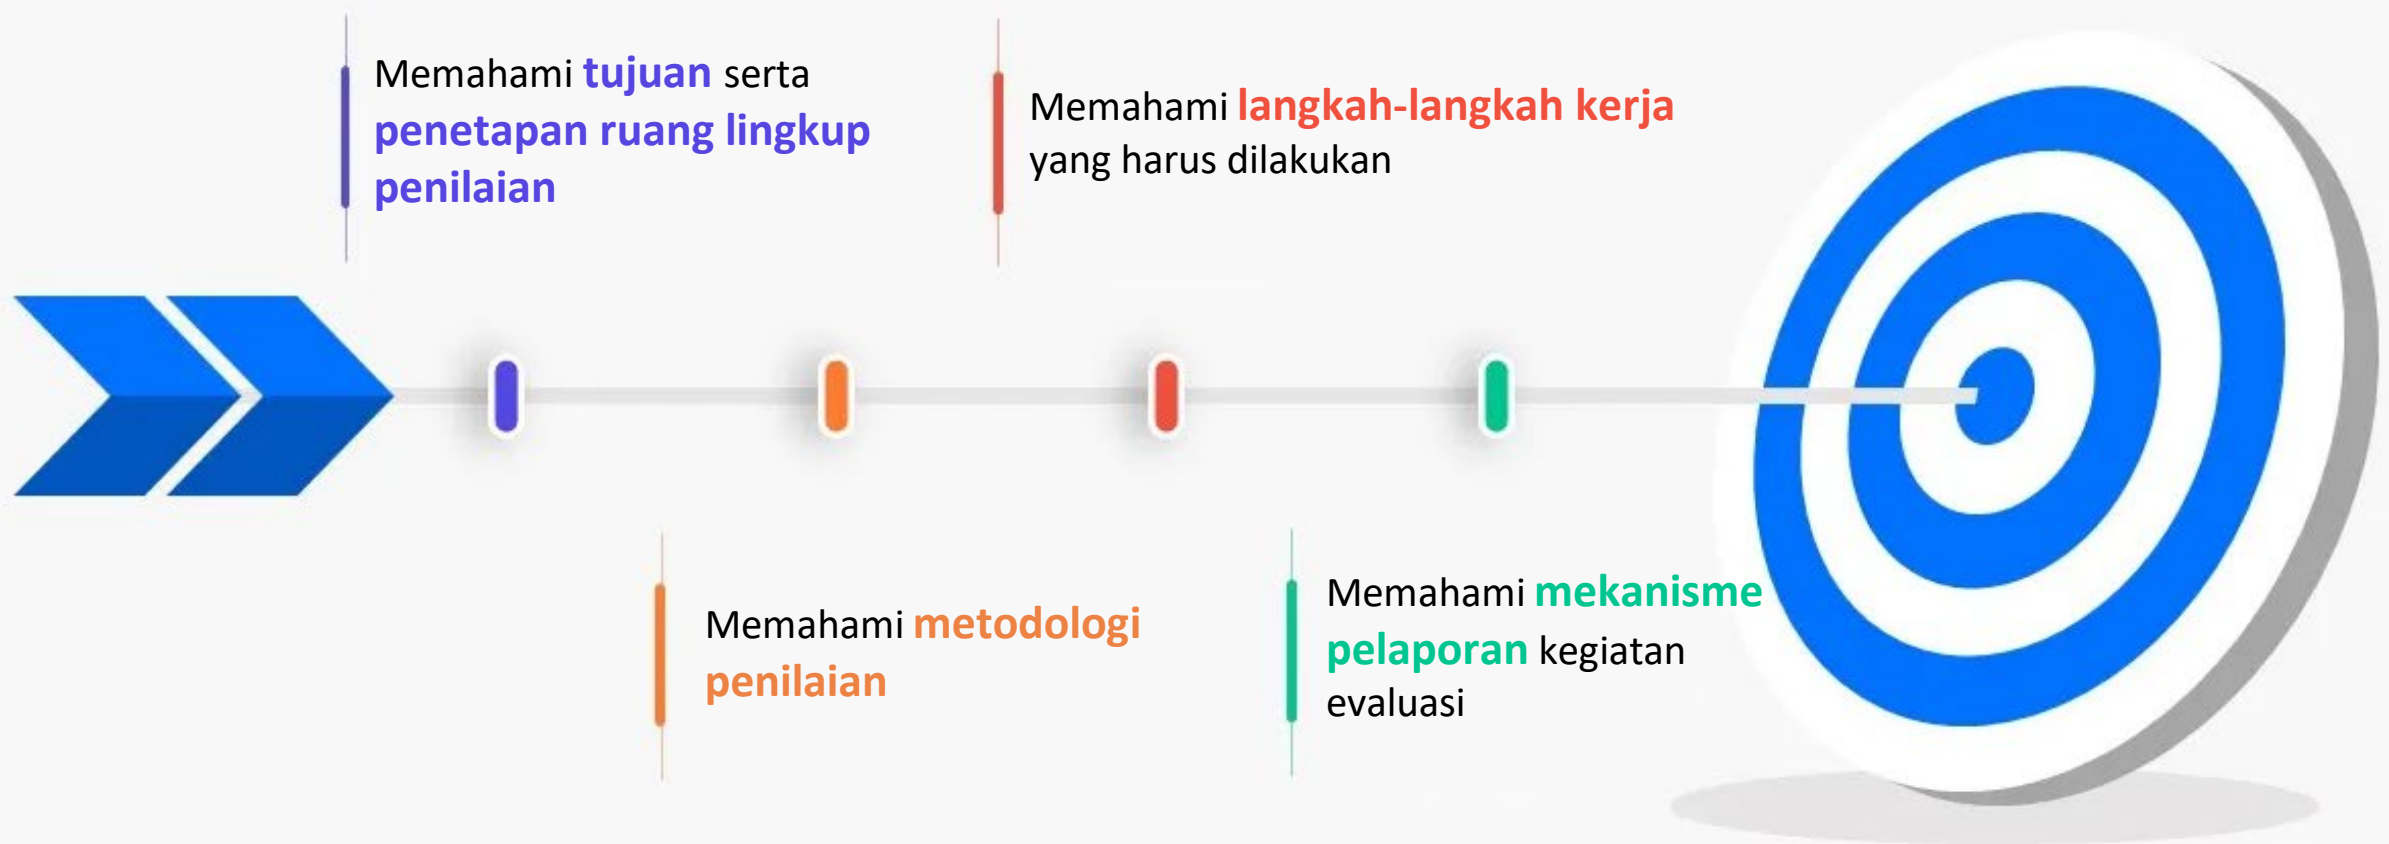 Memahami tujuan serta
penetapan ruang lingkup
penilaian
Memahami metodologi
penilaian
Memahami langkah-langkah kerja
yang harus dilakukan
Memahami mekanisme
pelaporan kegiatan
evaluasi